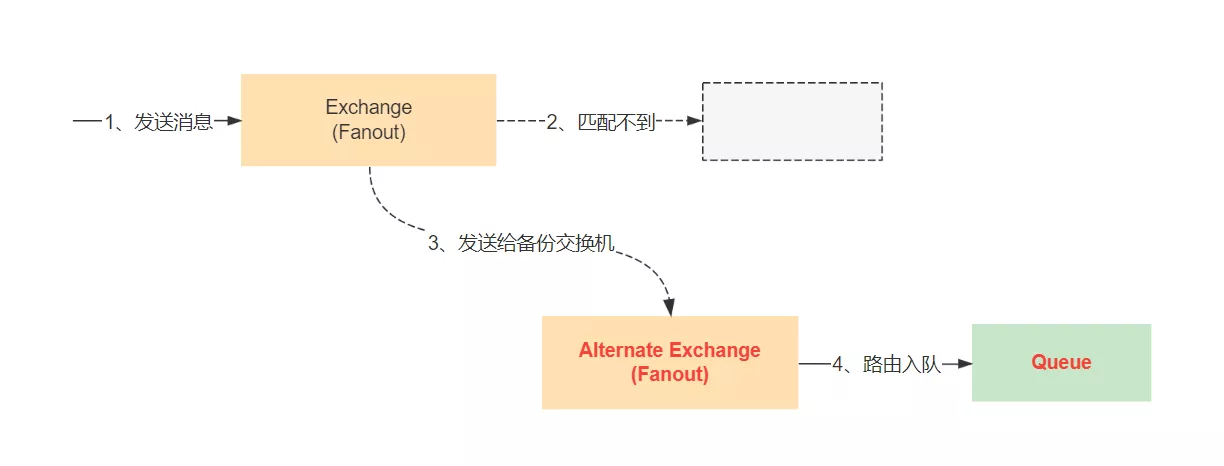 1、发送消息
Exchange
(Fanout)
2、匹配不到
3、发送给备份交换机
Alternate Exchange
(Fanout)
4、路由入队
Queue